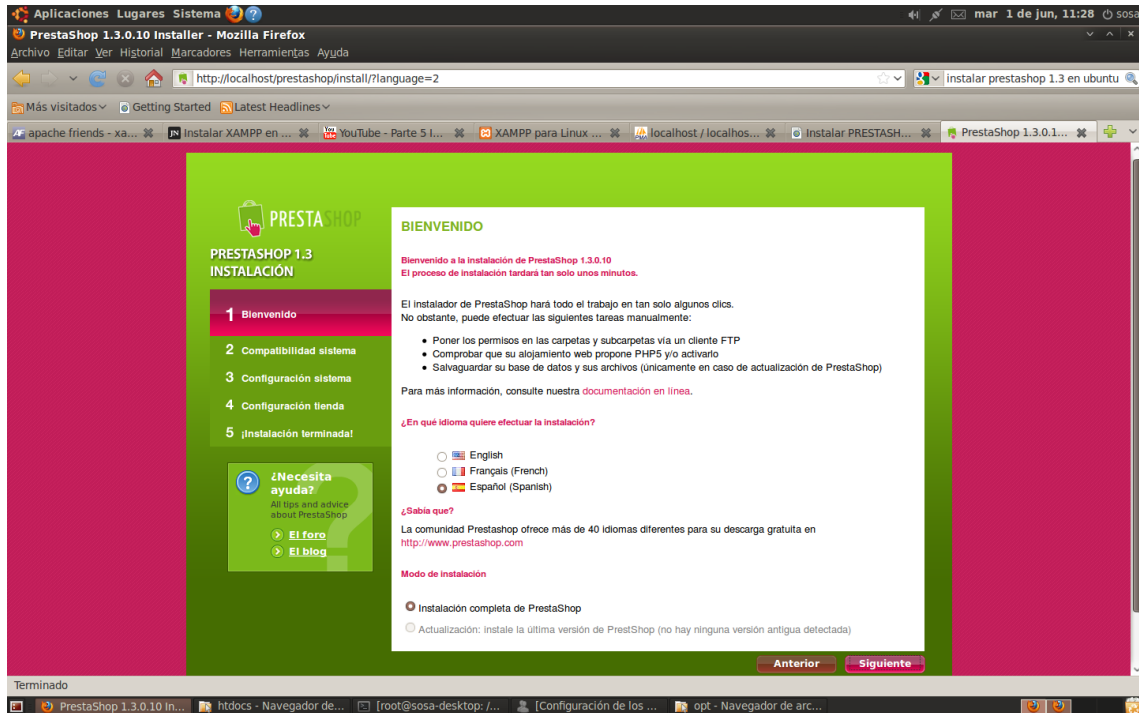 Aplicaciones Lugares Sistema
mar 1 de jun, 11:28 sosa
PrestaShop 1.3.0.10 Installer - Mozilla Firefox
Archivo Editar Ver Historial Marcadores Herramientas Ayuda
http://localhost/prestashop/install/?language=2
instalar prestashop 1.3 en ubuntu
Más visitados
Getting Started
Latest Headlines
apache friends - xa...
Instalar XAMPP en ...
YouTube - Parte 5 I...
XAMPP para Linux ...
localhost / localhos...
Instalar PRESTASH...
PrestaShop 1.3.0.1...
PRESTASHOP
PRESTASHOP 1.3
INSTALACIÓN
1 Bienvenido
2 Compatibilidad sistema
3 Configuración sistema
4 Configuración tienda
5 ¡Instalación terminada!
¿Necesita
ayuda?
All tips and advice
about PrestaShop
El foro
El blog
BIENVENIDO
Bienvenido a la instalación de PrestaShop 1.3.0.10
El proceso de instalación tardará tan solo unos minutos.
El instalador de PrestaShop hará todo el trabajo en tan solo algunos clics.
No obstante, puede efectuar las siguientes tareas manualmente:
Poner los permisos en las carpetas y subcarpetas vía un cliente FTP
Comprobar que su alojamiento web propone PHP5 y/o activarlo
Salvaguardar su base de datos y sus archivos (únicamente en caso de actualización de PrestaShop)
Para más información, consulte nuestra documentación en línea.
¿En qué idioma quiere efectuar la instalación?
English
Français (French)
Español (Spanish)
¿Sabía que?
La comunidad Prestashop ofrece más de 40 idiomas diferentes para su descarga gratuita en
http://www.prestashop.com
Modo de instalación
Instalación completa de PrestaShop
Actualización: instale la última versión de PrestShop (no hay ninguna versión antigua detectada)
Anterior
Siguiente
Terminado
PrestaShop 1.3.0.10 In...
htdocs - Navegador de...
[root@sosa-desktop: /...
[Configuración de los ...
opt - Navegador de arc...